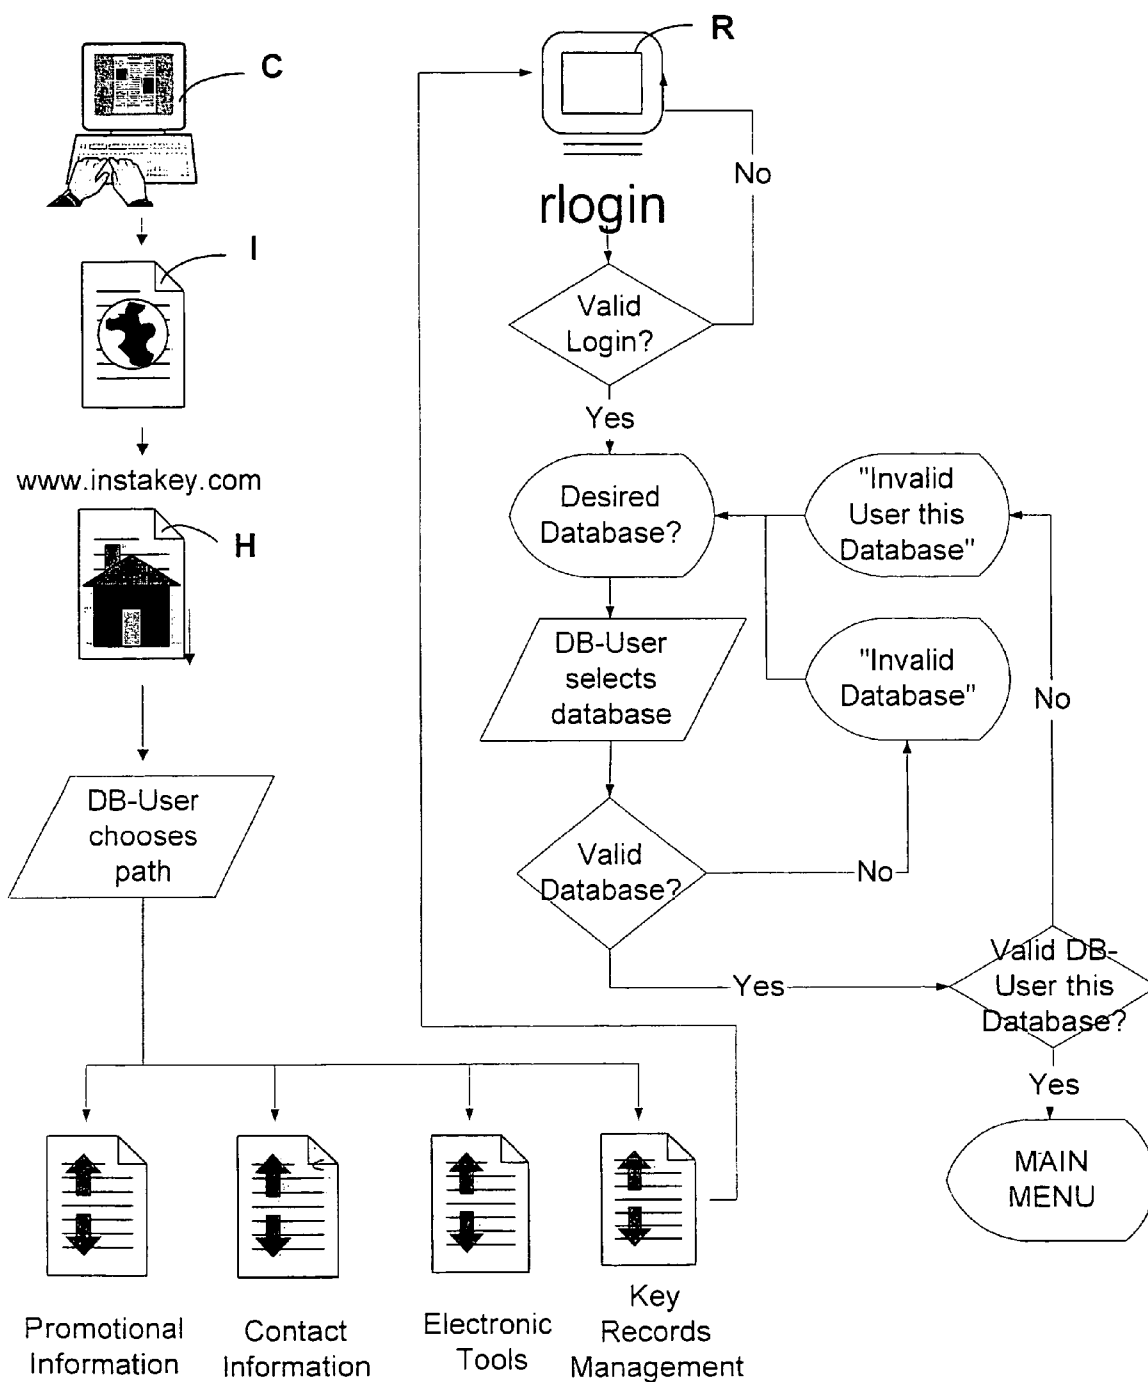 C
I
www.instakey.com
H
DB-User
chooses
path
Promotional
Information
Contact
Information
Electronic
Tools
Key
Records
Management
R
No
rlogin
Valid
Login?
Yes
Desired
Database?
"Invalid
User this
Database"
DB-User
selects
database
"Invalid
Database"
No
Valid
Database?
No
Yes
Valid DB-
User this
Database?
Yes
MAIN
MENU